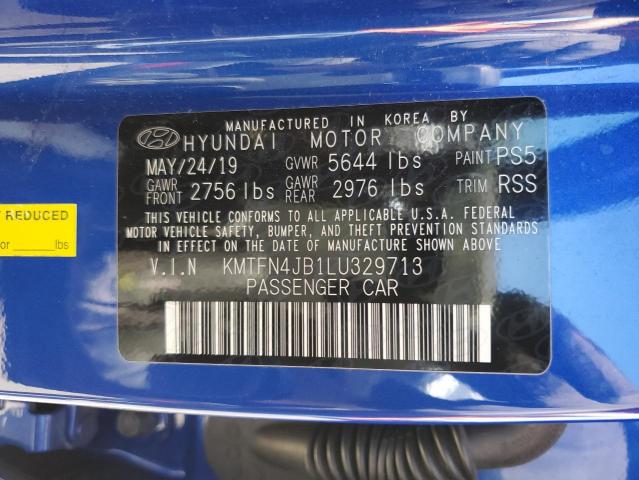 MANUFACTURED IN KOREA BY
HYUNDAI MOTOR COMPANY
MAY/24/19 GVWR 5644 lbs PAINT PS5
GAWR FRONT 2756 lbs GAWR REAR 2976 lbs TRIM RSS
THIS VEHICLE CONFORMS TO ALL APPLICABLE U.S.A. FEDERAL
MOTOR VEHICLE SAFETY, BUMPER, AND THEFT PREVENTION STANDARDS
IN EFFECT ON THE DATE OF MANUFACTURE SHOWN ABOVE.
V.I.N KMTFN4JB1LU329713
PASSENGER CAR
REDUCED
or ____ lbs